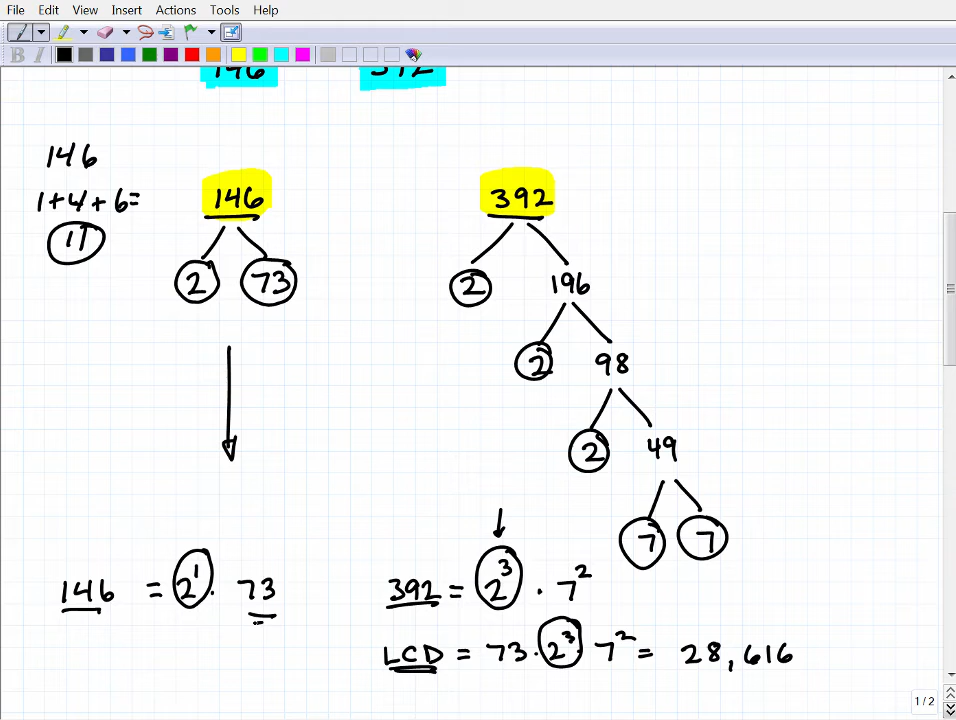 File Edit View Insert Actions Tools Help
B I
146 392
146
1+4+6=
11
146 392
2 73 2 196
2 98
2 49
7 7
146 = 2¹ · 73 392 = 2³ · 7²
LCD = 73 · 2³ · 7² = 28,616
1 / 2